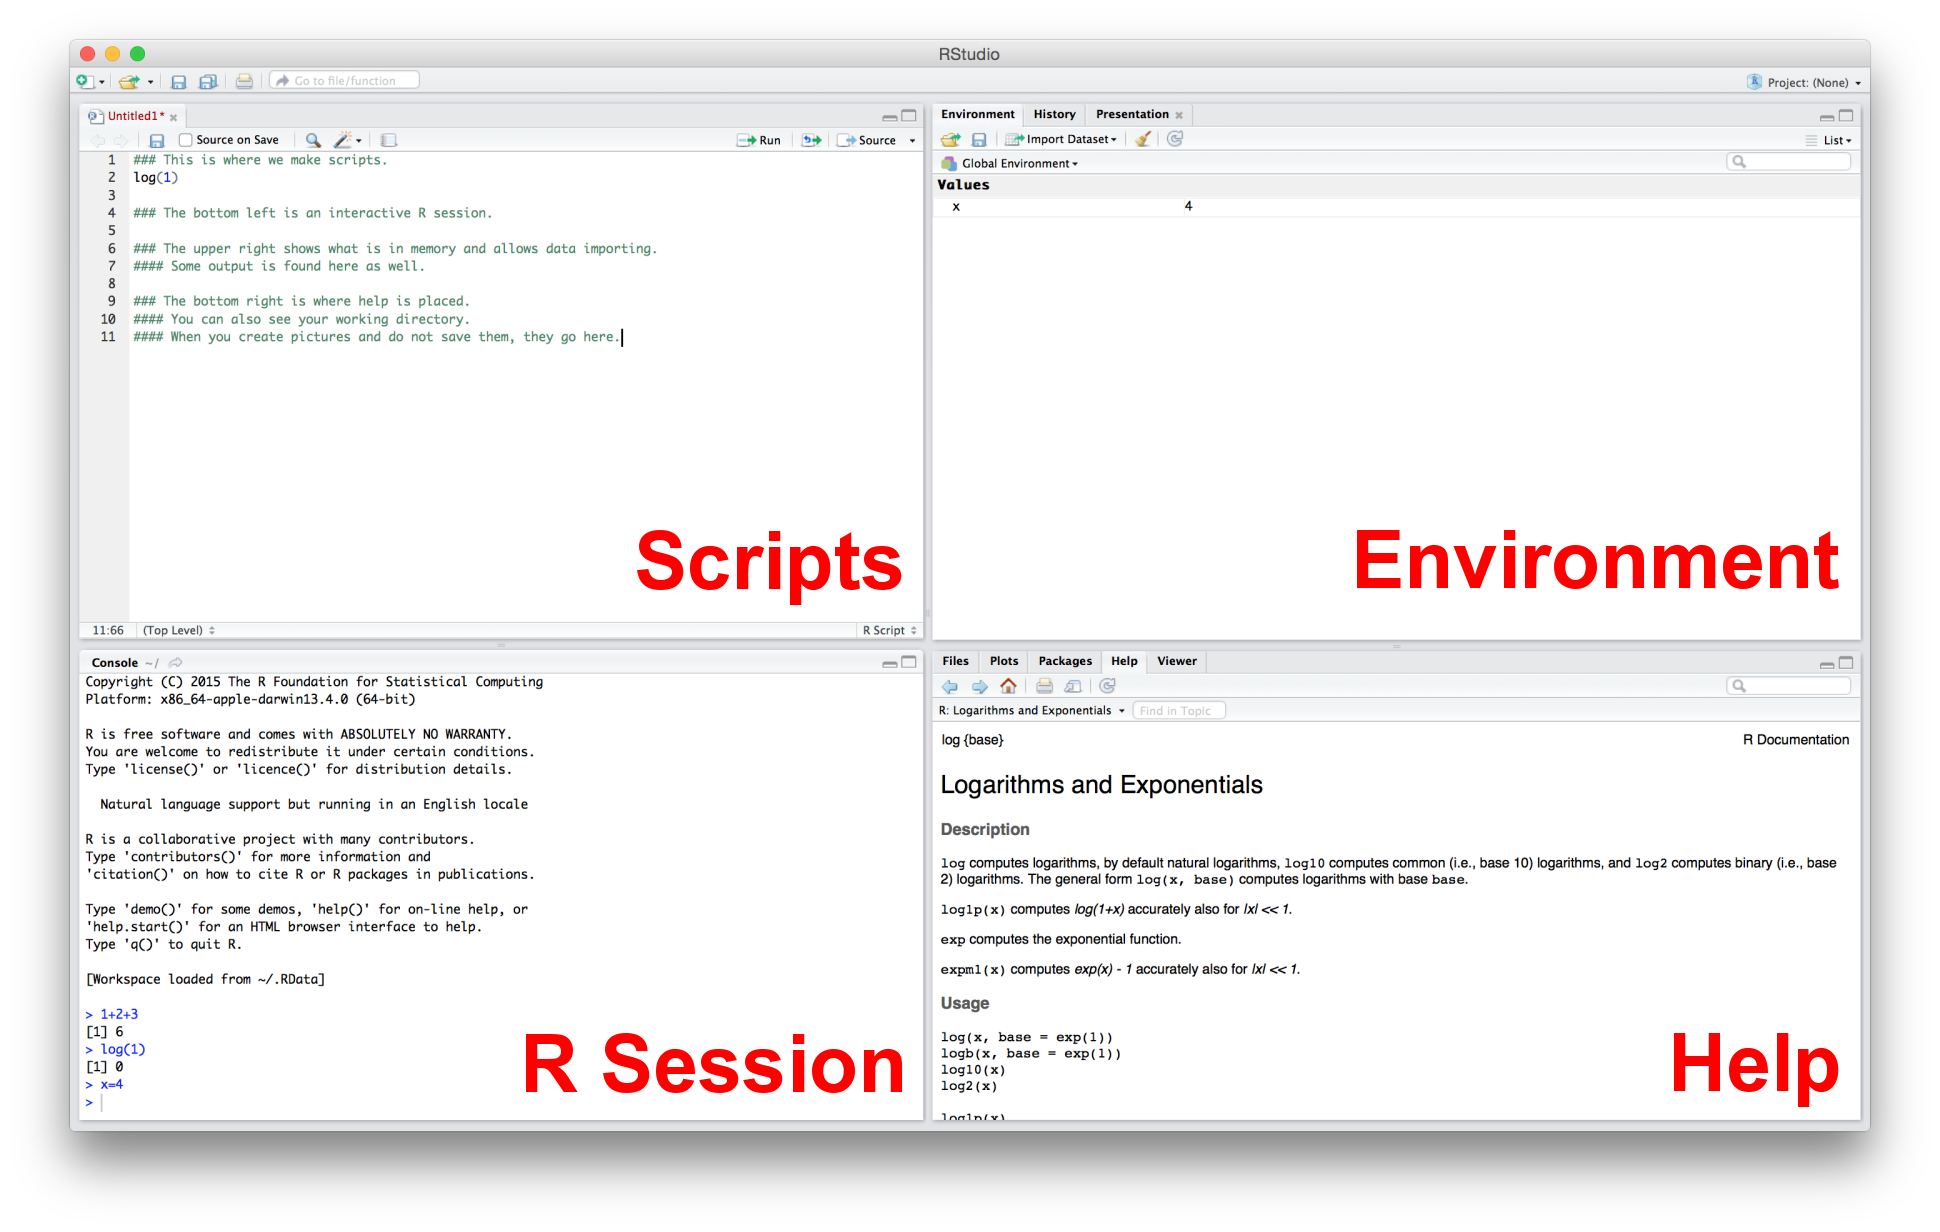 RStudio
Go to file/function
Project: (None)
Untitled1*
Source on Save
Run
Source
1 ### This is where we make scripts.
2 log(1)
3
4 ### The bottom left is an interactive R session.
5
6 ### The upper right shows what is in memory and allows data importing.
7 #### Some output is found here as well.
8
9 ### The bottom right is where help is placed.
10 #### You can also see your working directory.
11 #### When you create pictures and do not save them, they go here.
Scripts
11:66 (Top Level) R Script
Environment History Presentation
Import Dataset List
Global Environment
Values
x 4
Environment
Console ~/
Copyright (C) 2015 The R Foundation for Statistical Computing
Platform: x86_64-apple-darwin13.4.0 (64-bit)
R is free software and comes with ABSOLUTELY NO WARRANTY.
You are welcome to redistribute it under certain conditions.
Type 'license()' or 'licence()' for distribution details.
Natural language support but running in an English locale
R is a collaborative project with many contributors.
Type 'contributors()' for more information and
'citation()' on how to cite R or R packages in publications.
Type 'demo()' for some demos, 'help()' for on-line help, or
'help.start()' for an HTML browser interface to help.
Type 'q()' to quit R.
[Workspace loaded from ~/.RData]
> 1+2+3
[1] 6
> log(1)
[1] 0
> x=4
>
R Session
Files Plots Packages Help Viewer
R: Logarithms and Exponentials Find in Topic
log {base} R Documentation
Logarithms and Exponentials
Description
log computes logarithms, by default natural logarithms, log10 computes common (i.e., base 10) logarithms, and log2 computes binary (i.e., base
2) logarithms. The general form log(x, base) computes logarithms with base base.
log1p(x) computes log(1+x) accurately also for |x| << 1.
exp computes the exponential function.
expm1(x) computes exp(x) - 1 accurately also for |x| << 1.
Usage
log(x, base = exp(1))
logb(x, base = exp(1))
log10(x)
log2(x)
log1p(x)
Help